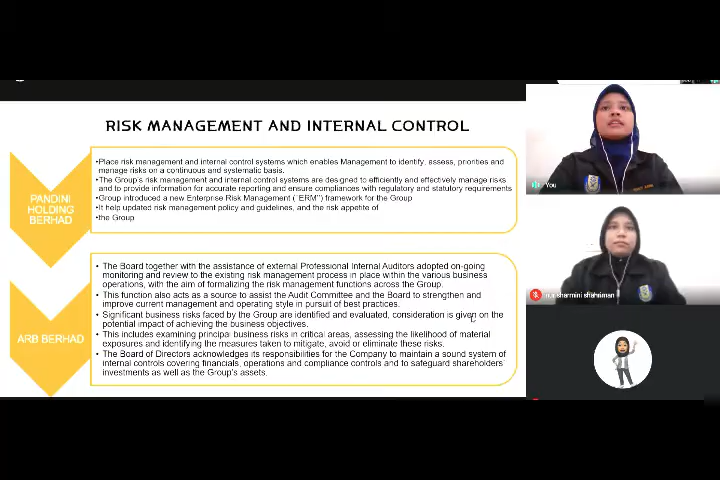 RISK MANAGEMENT AND INTERNAL CONTROL
PANDINI
HOLDING
BERHAD
•Place risk management and internal control systems which enables Management to identify, assess, priorities and
manage risks on a continuous and systematic basis.
•The Group's risk management and internal control systems are designed to efficiently and effectively manage risks
and to provide information for accurate reporting and ensure compliances with regulatory and statutory requirements
•Group introduced a new Enterprise Risk Management ("ERM") framework for the Group
•It help updated risk management policy and guidelines, and the risk appetite of
•the Group
ARB BERHAD
• The Board together with the assistance of external Professional Internal Auditors adopted on-going
monitoring and review to the existing risk management process in place within the various business
operations, with the aim of formalizing the risk management functions across the Group.
• This function also acts as a source to assist the Audit Committee and the Board to strengthen and
improve current management and operating style in pursuit of best practices.
• Significant business risks faced by the Group are identified and evaluated, consideration is given on the
potential impact of achieving the business objectives.
• This includes examining principal business risks in critical areas, assessing the likelihood of material
exposures and identifying the measures taken to mitigate, avoid or eliminate these risks.
• The Board of Directors acknowledges its responsibilities for the Company to maintain a sound system of
internal controls covering financials, operations and compliance controls and to safeguard shareholders'
investments as well as the Group's assets.
You
nur sharmini shahriman